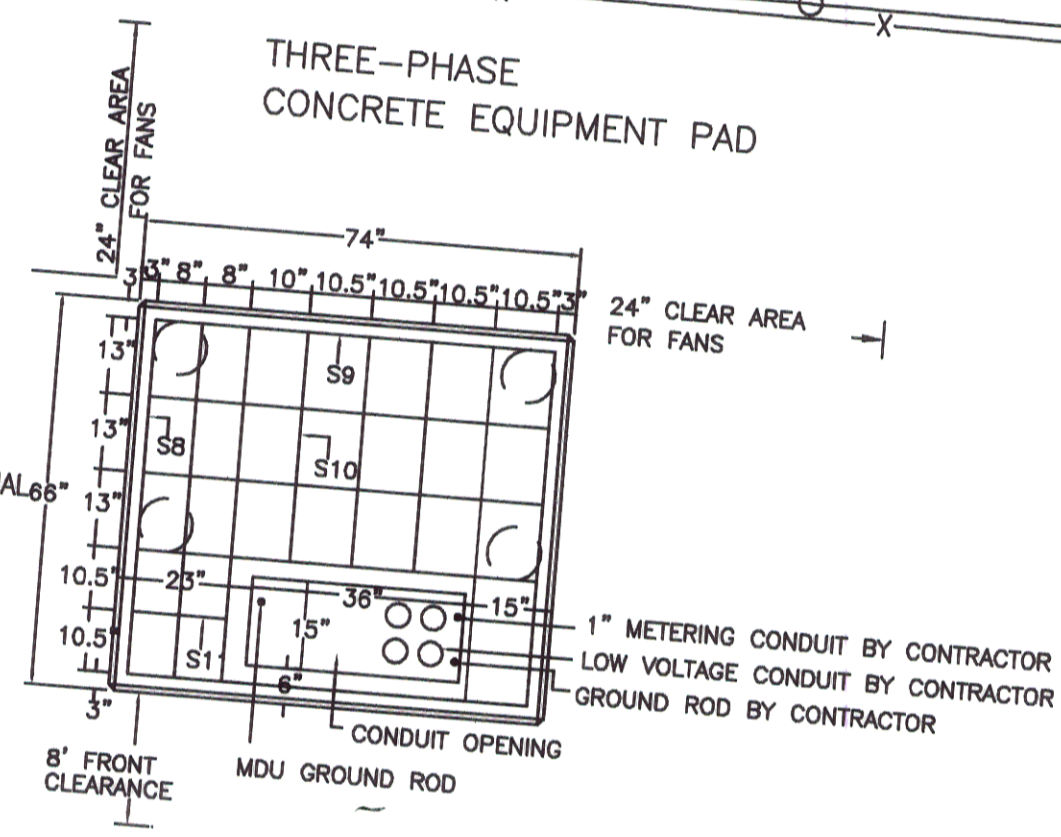 X
THREE-PHASE
CONCRETE EQUIPMENT PAD
24" CLEAR AREA
FOR FANS
74"
3" 8" 8" 10" 10.5" 10.5" 10.5" 10.5" 3"
3
24" CLEAR AREA
FOR FANS
13"
S9
13"
S8
S10
AL66"
13"
10.5"
23"
36"
15"
15"
10.5"
S11
6"
3"
1" METERING CONDUIT BY CONTRACTOR
LOW VOLTAGE CONDUIT BY CONTRACTOR
GROUND ROD BY CONTRACTOR
CONDUIT OPENING
MDU GROUND ROD
8' FRONT
CLEARANCE